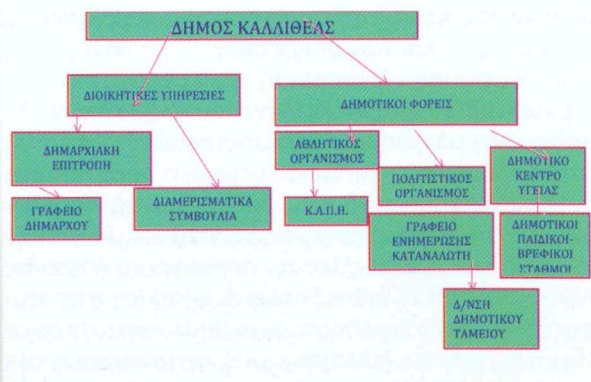 ΔΗΜΟΣ ΚΑΛΛΙΘΕΑΣ
ΔΙΟΙΚΗΤΙΚΕΣ ΥΠΗΡΕΣΙΕΣ
ΔΗΜΟΤΙΚΟΙ ΦΟΡΕΙΣ
ΔΗΜΑΡΧΙΑΚΗ
ΕΠΙΤΡΟΠΗ
ΓΡΑΦΕΙΟ
ΔΗΜΑΡΧΟΥ
ΔΙΑΜΕΡΙΣΜΑΤΙΚΑ
ΣΥΜΒΟΥΛΙΑ
ΑΘΛΗΤΙΚΟΣ
ΟΡΓΑΝΙΣΜΟΣ
Κ.Α.Π.Η.
ΠΟΛΙΤΙΣΤΙΚΟΣ
ΟΡΓΑΝΙΣΜΟΣ
ΓΡΑΦΕΙΟ
ΕΝΗΜΕΡΩΣΗΣ
ΚΑΤΑΝΑΛΩΤΗ
Δ/ΝΣΗ
ΔΗΜΟΤΙΚΟΥ
ΤΑΜΕΙΟΥ
ΔΗΜΟΤΙΚΟ
ΚΕΝΤΡΟ
ΥΓΕΙΑΣ
ΔΗΜΟΤΙΚΟΙ
ΠΑΙΔΙΚΟΙ-
ΒΡΕΦΙΚΟΙ
ΣΤΑΘΜΟΙ